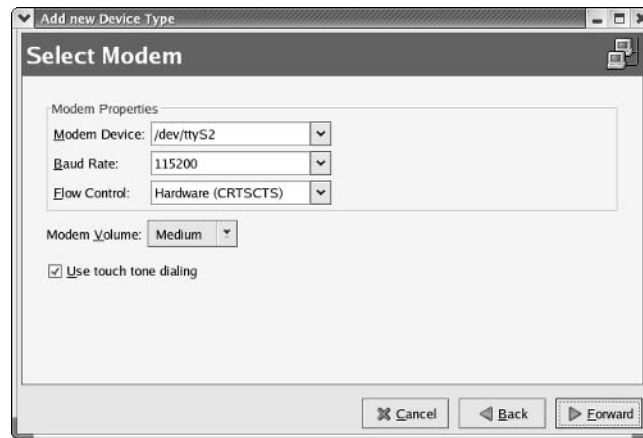 Add new Device Type
Select Modem
Modem Properties
Modem Device: /dev/ttyS2
Baud Rate: 115200
Flow Control: Hardware (CRTSCTS)
Modem Volume: Medium
Use touch tone dialing
Cancel Back Forward